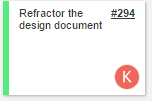 Refractor the #294
design document
K